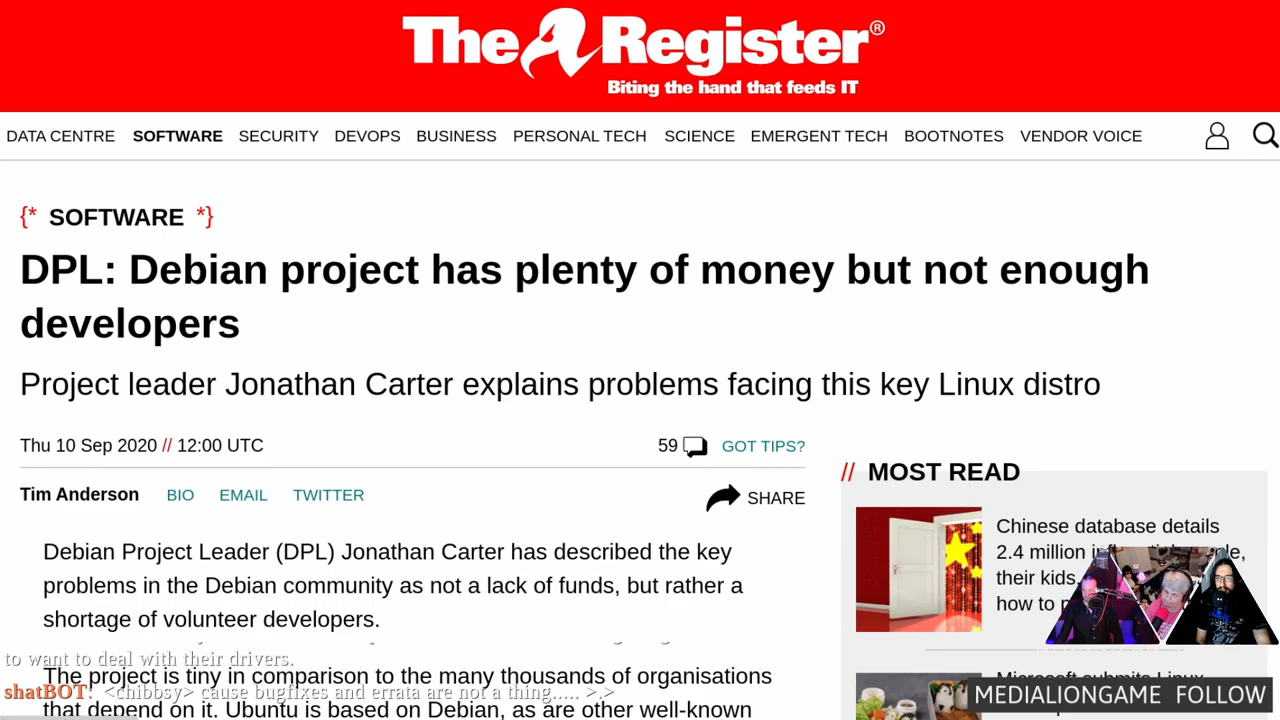 The Register®
Biting the hand that feeds IT
DATA CENTRE SOFTWARE SECURITY DEVOPS BUSINESS PERSONAL TECH SCIENCE EMERGENT TECH BOOTNOTES VENDOR VOICE
{* SOFTWARE *}
DPL: Debian project has plenty of money but not enough
developers
Project leader Jonathan Carter explains problems facing this key Linux distro
Thu 10 Sep 2020 // 12:00 UTC
59 GOT TIPS?
Tim Anderson BIO EMAIL TWITTER
SHARE
Debian Project Leader (DPL) Jonathan Carter has described the key
problems in the Debian community as not a lack of funds, but rather a
shortage of volunteer developers.
The project is tiny in comparison to the many thousands of organisations
that depend on it. Ubuntu is based on Debian, as are other well-known
// MOST READ
Chinese database details
2.4 million
their kids,
how to
Microsoft submits Linux
to want to deal with their drivers.
shatBOT: <chibbsy> cause bugfixes and errata are not a thing..... >.>
MEDIALIONGAME FOLLOW